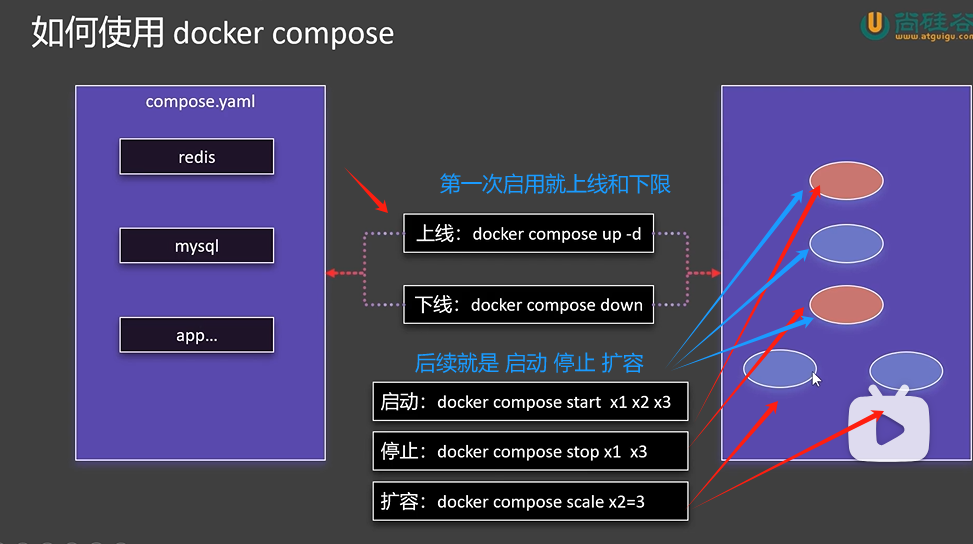 如何使用 docker compose
尚硅谷
www.atguigu.com
compose.yaml
redis
mysql
app...
第一次启用就上线和下限
上线：docker compose up -d
下线：docker compose down
后续就是 启动 停止 扩容
启动：docker compose start x1 x2 x3
停止：docker compose stop x1 x3
扩容：docker compose scale x2=3